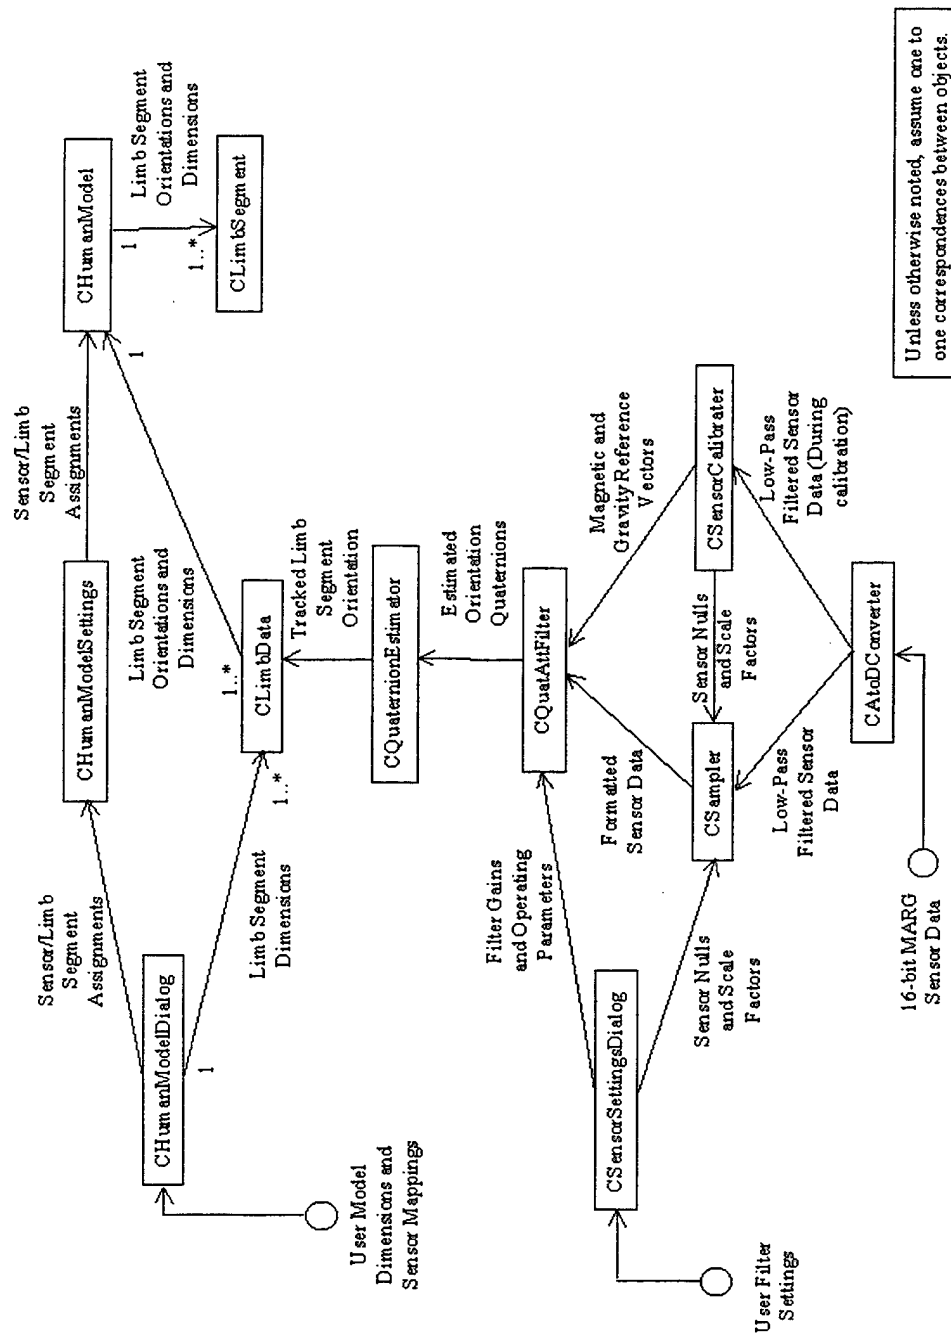 User Model
Dimensions and
Sensor Mappings
CHumanModelDialog
1
Sensor/Limb
Segment
Assignments
Limb Segment
Dimensions
1..*
CHumanModelSettings
Sensor/Limb
Segment
Assignments
CHumanModel
1
Limb Segment
Orientations and
Dimensions
1..*
CLimbSegment
1
Limb Segment
Orientations and
Dimensions
1..*
CLimbData
Tracked Limb
Segment
Orientation
CQuaternionEstimator
Estimated
Orientation
Quaternions
CQuatAttFilter
Magnetic and
Gravity Reference
Vectors
Filter Gains
and Operating
Parameters
Formatted
Sensor Data
User Filter
Settings
CSensorSettingsDialog
Sensor Nulls
and Scale
Factors
CSampler
Sensor Nulls
and Scale
Factors
CSensorCalibrater
Low-Pass
Filtered Sensor
Data
Low-Pass
Filtered Sensor
Data (During
calibration)
CAtoDConverter
16-bit MARG
Sensor Data
Unless otherwise noted, assume one to
one correspondences between objects.